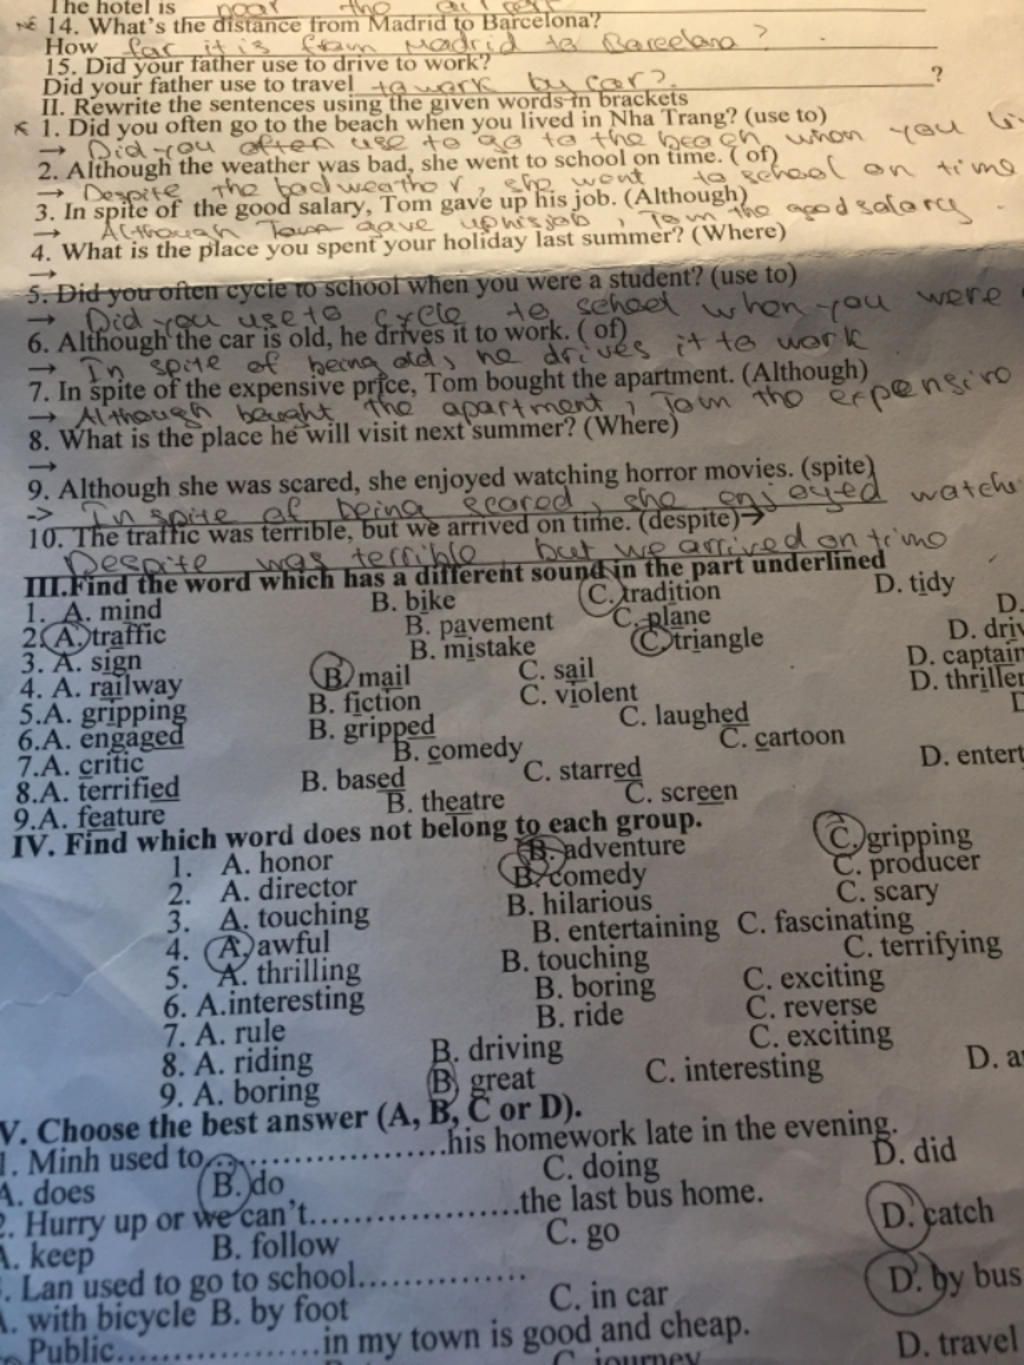 The hotel is near the airport
14. What's the distance from Madrid to Barcelona?
How far it is from Madrid to Barcelona?
15. Did your father use to drive to work?
Did your father use to travel to work by car? ?
II. Rewrite the sentences using the given words in brackets
1. Did you often go to the beach when you lived in Nha Trang? (use to)
→ Did you often use to go to the beach when you
2. Although the weather was bad, she went to school on time. ( of)
→ Despite the bad weather, she went to school on time
3. In spite of the good salary, Tom gave up his job. (Although)
→ Although Tom gave up his job, Tom the good salary.
4. What is the place you spent your holiday last summer? (Where)
→
5. Did you often cycle to school when you were a student? (use to)
→ Did you use to cycle to school when you were
6. Although the car is old, he drives it to work. ( of)
→ In spite of being old, he drives it to work
7. In spite of the expensive price, Tom bought the apartment. (Although)
→ Although bought the apartment, Tom the expensive
8. What is the place he will visit next summer? (Where)
→
9. Although she was scared, she enjoyed watching horror movies. (spite)
-> In spite of being scared, she enjoyed watch
10. The traffic was terrible, but we arrived on time. (despite)→
Despite was terrible, but we arrived on time
III.Find the word which has a different sound in the part underlined
1. A. mind B. bike C. tradition D. tidy
2. A. traffic B. pavement C. plane D.
3. A. sign B. mistake C. triangle D. driv
4. A. railway B. mail C. sail D. captain
5.A. gripping B. fiction C. violent D. thriller
6.A. engaged B. gripped C. laughed
7.A. critic B. comedy C. cartoon
8.A. terrified B. based C. starred D. entert
9.A. feature B. theatre C. screen
IV. Find which word does not belong to each group.
1. A. honor B. adventure C. gripping
2. A. director B. comedy C. producer
3. A. touching B. hilarious C. scary
4. A. awful B. entertaining C. fascinating
5. A. thrilling B. touching C. terrifying
6. A.interesting B. boring C. exciting
7. A. rule B. ride C. reverse
8. A. riding B. driving C. exciting
9. A. boring B. great C. interesting D. a
V. Choose the best answer (A, B, C or D).
1. Minh used to..................his homework late in the evening.
A. does B. do C. doing D. did
2. Hurry up or we can't..................the last bus home.
A. keep B. follow C. go D. catch
. Lan used to go to school...............
. with bicycle B. by foot C. in car D. by bus
Public..................in my town is good and cheap.
C. journey D. travel